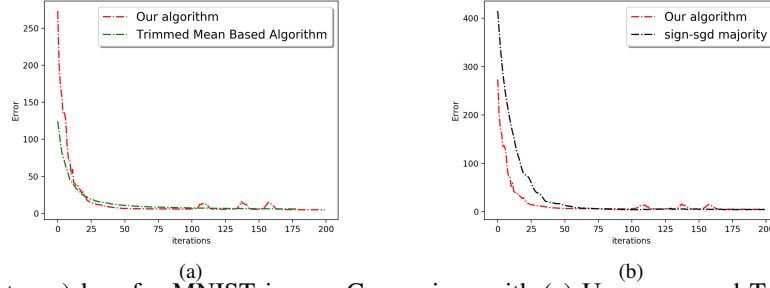 Our algorithm
Trimmed Mean Based Algorithm
Error
250
200
150
100
50
0
0 25 50 75 100 125 150 175 200
iterations
(a)
Our algorithm
sign-sgd majority
Error
400
300
200
100
0
0 25 50 75 100 125 150 175 200
iterations
(b)
MNIST
with (a)